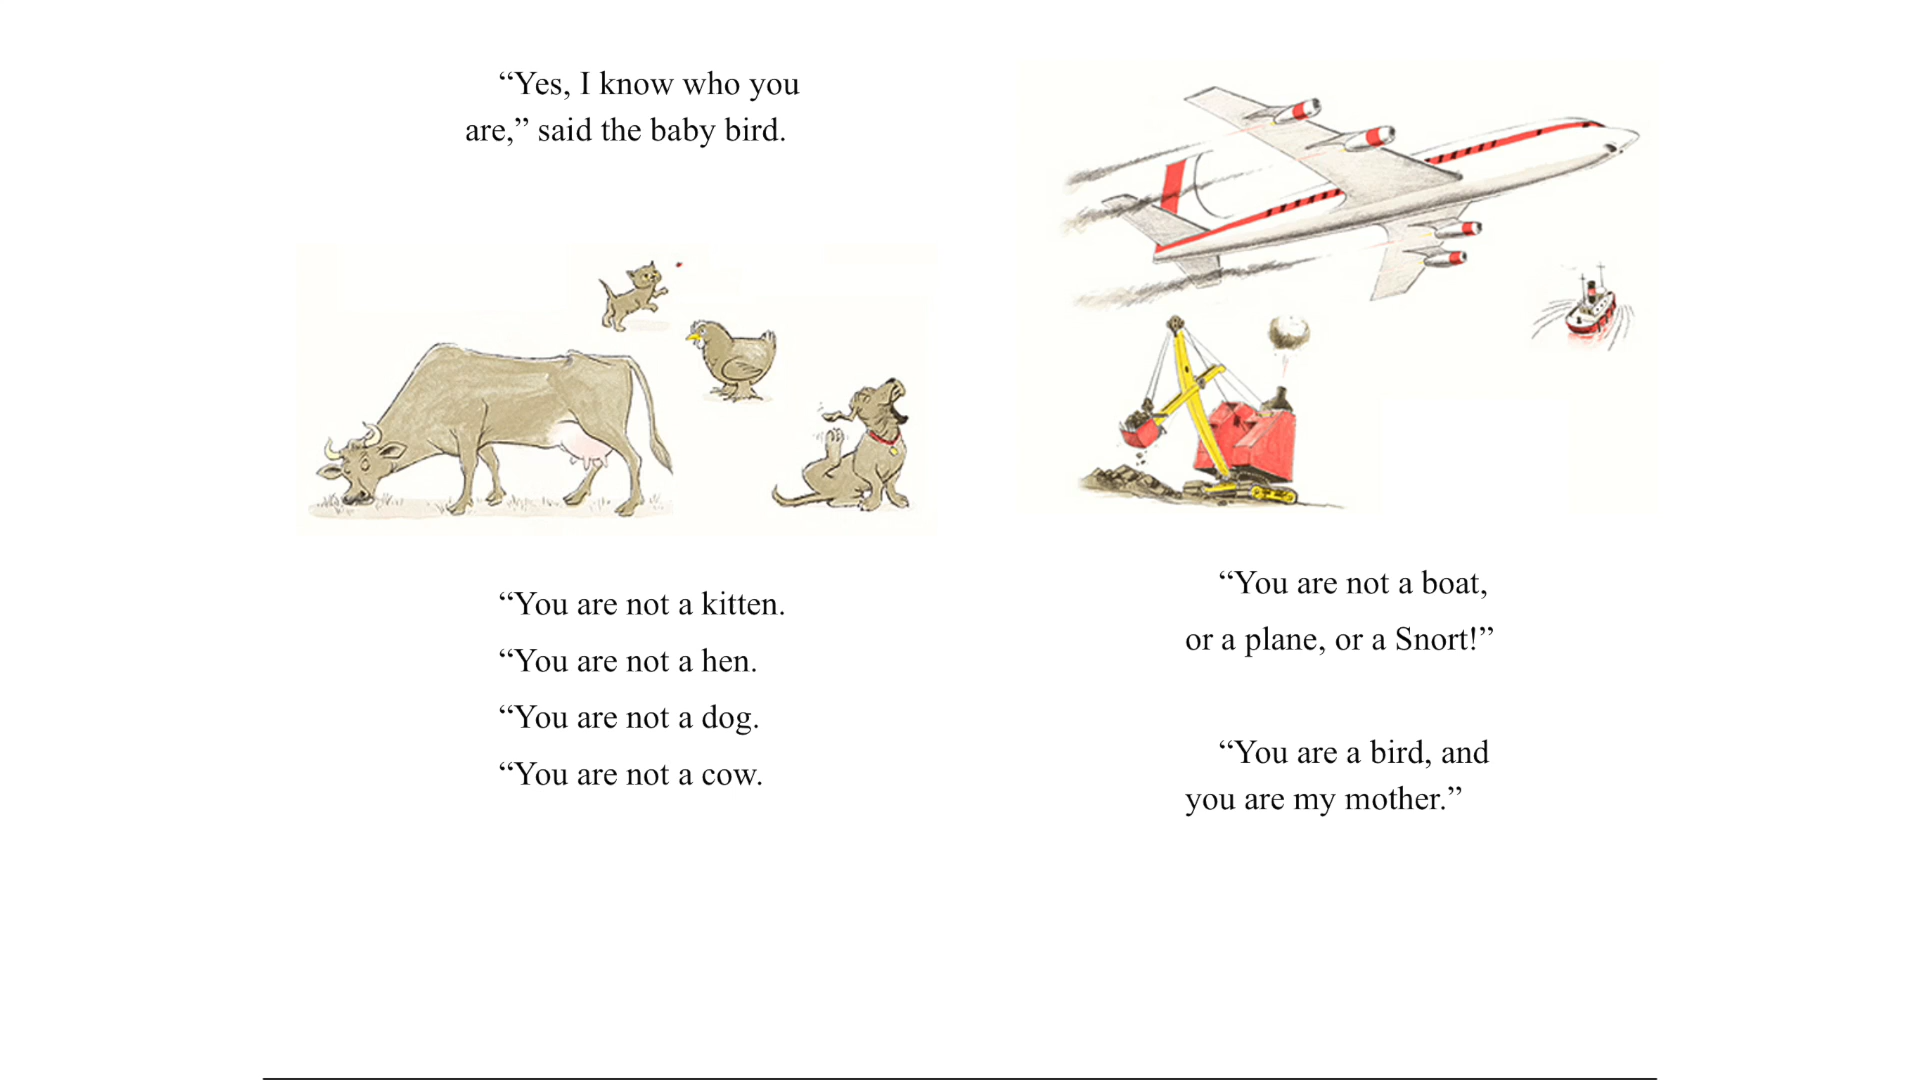 “Yes, I know who you
are,” said the baby bird.
“You are not a kitten.
“You are not a hen.
“You are not a dog.
“You are not a cow.
“You are not a boat,
or a plane, or a Snort!”
“You are a bird, and
you are my mother.”